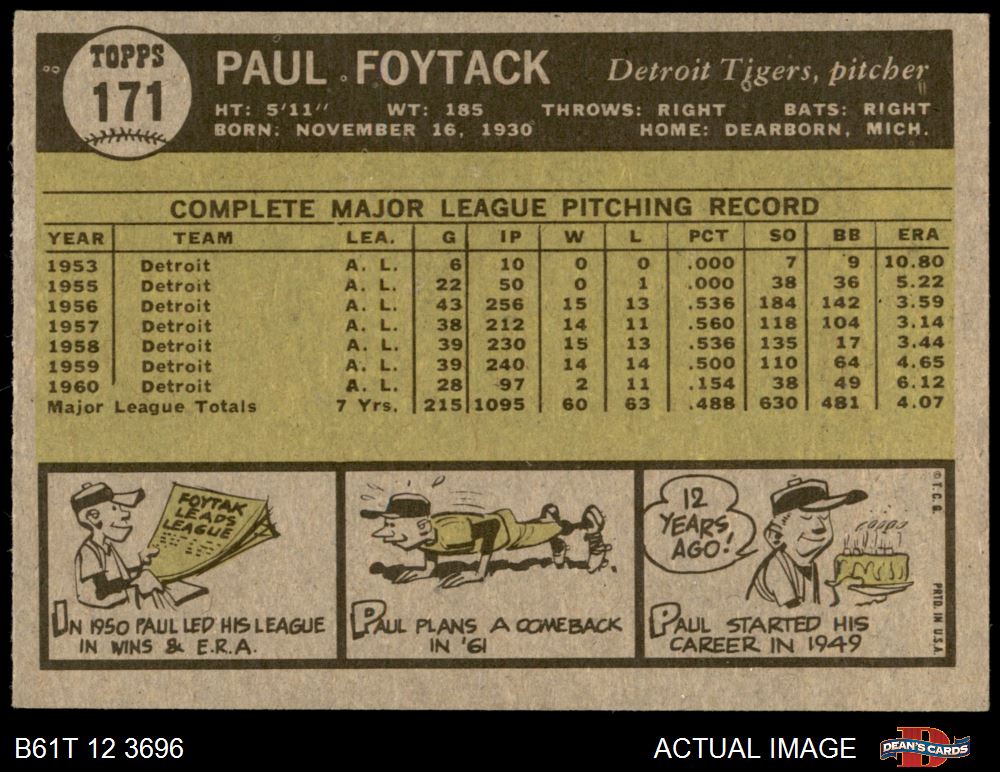 TOPPS
171
PAUL FOYTACK
Detroit Tigers, pitcher
HT: 5'11" WT: 185 THROWS: RIGHT BATS: RIGHT
BORN: NOVEMBER 16, 1930 HOME: DEARBORN, MICH.
COMPLETE MAJOR LEAGUE PITCHING RECORD
YEAR TEAM LEA. G IP W L PCT SO BB ERA
1953 Detroit A. L. 6 10 0 0 .000 7 9 10.80
1955 Detroit A. L. 22 50 0 1 .000 38 36 5.22
1956 Detroit A. L. 43 256 15 13 .536 184 142 3.59
1957 Detroit A. L. 38 212 14 11 .560 118 104 3.14
1958 Detroit A. L. 39 230 15 13 .536 135 17 3.44
1959 Detroit A. L. 39 240 14 14 .500 110 64 4.65
1960 Detroit A. L. 28 97 2 11 .154 38 49 6.12
Major League Totals 7 Yrs. 215 1095 60 63 .488 630 481 4.07
FOYTAK
LEADS
LEAGUE
IN 1950 PAUL LED HIS LEAGUE
IN WINS & E.R.A.
PAUL PLANS A COMEBACK
IN '61
12
YEARS
AGO!
PAUL STARTED HIS
CAREER IN 1949
© T.C.G.
PRTD. IN U.S.A.
B61T 12 3696
ACTUAL IMAGE
DEAN'S CARDS